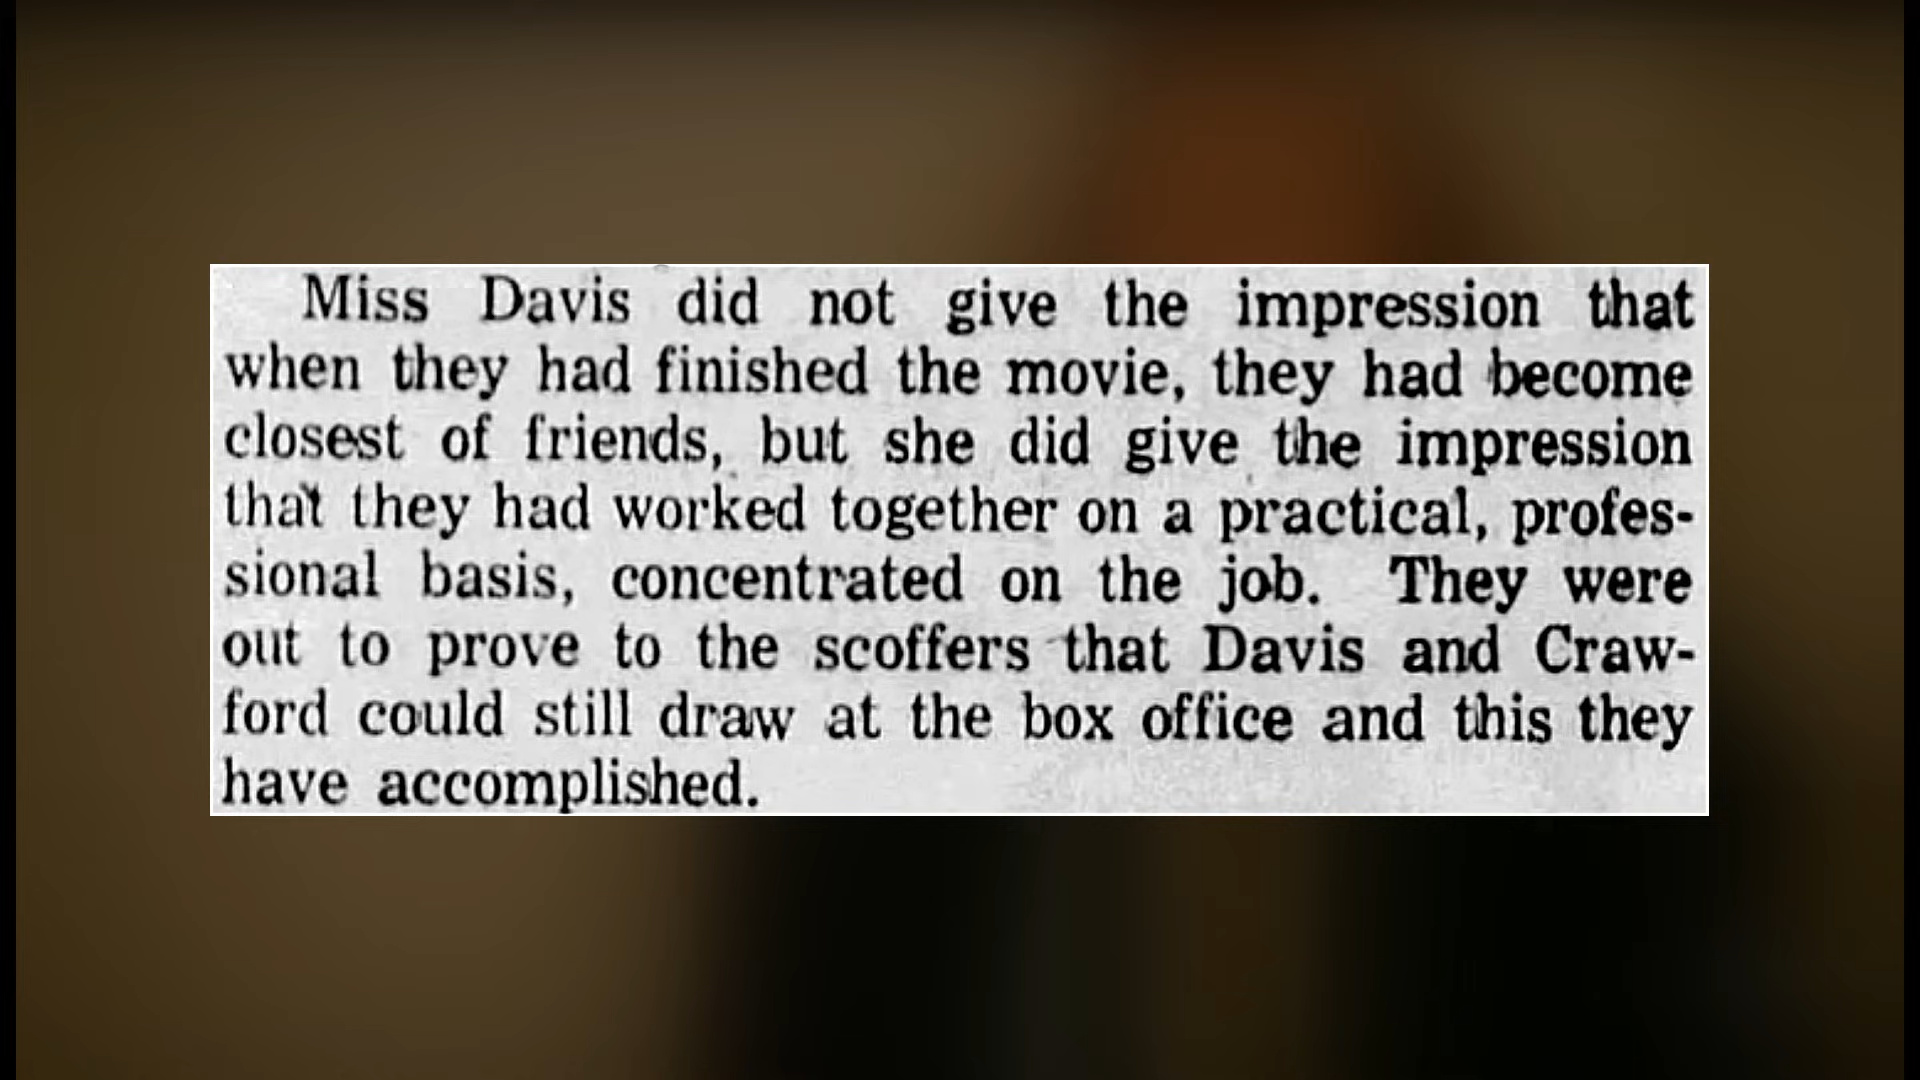 Miss Davis did not give the impression that
when they had finished the movie, they had become
closest of friends, but she did give the impression
that they had worked together on a practical, profes-
sional basis, concentrated on the job. They were
out to prove to the scoffers that Davis and Craw-
ford could still draw at the box office and this they
have accomplished.